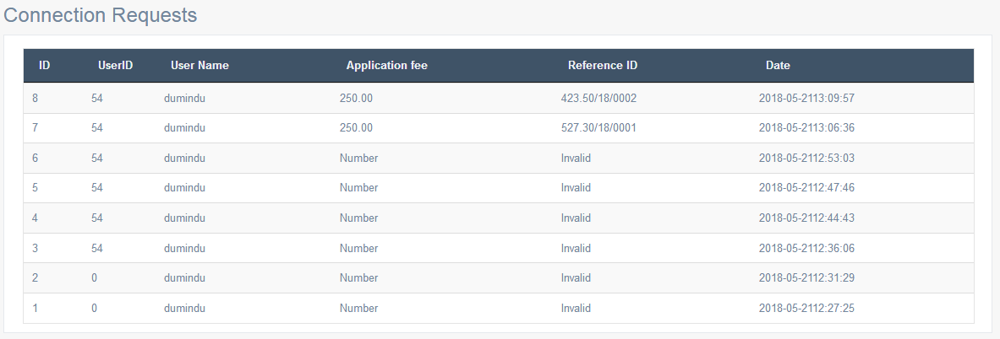 Connection Requests
ID UserID User Name Application fee Reference ID Date
8 54 dumindu 250.00 423.50/18/0002 2018-05-2113:09:57
7 54 dumindu 250.00 527.30/18/0001 2018-05-2113:06:36
6 54 dumindu Number Invalid 2018-05-2112:53:03
5 54 dumindu Number Invalid 2018-05-2112:47:46
4 54 dumindu Number Invalid 2018-05-2112:44:43
3 54 dumindu Number Invalid 2018-05-2112:36:06
2 0 dumindu Number Invalid 2018-05-2112:31:29
1 0 dumindu Number Invalid 2018-05-2112:27:25